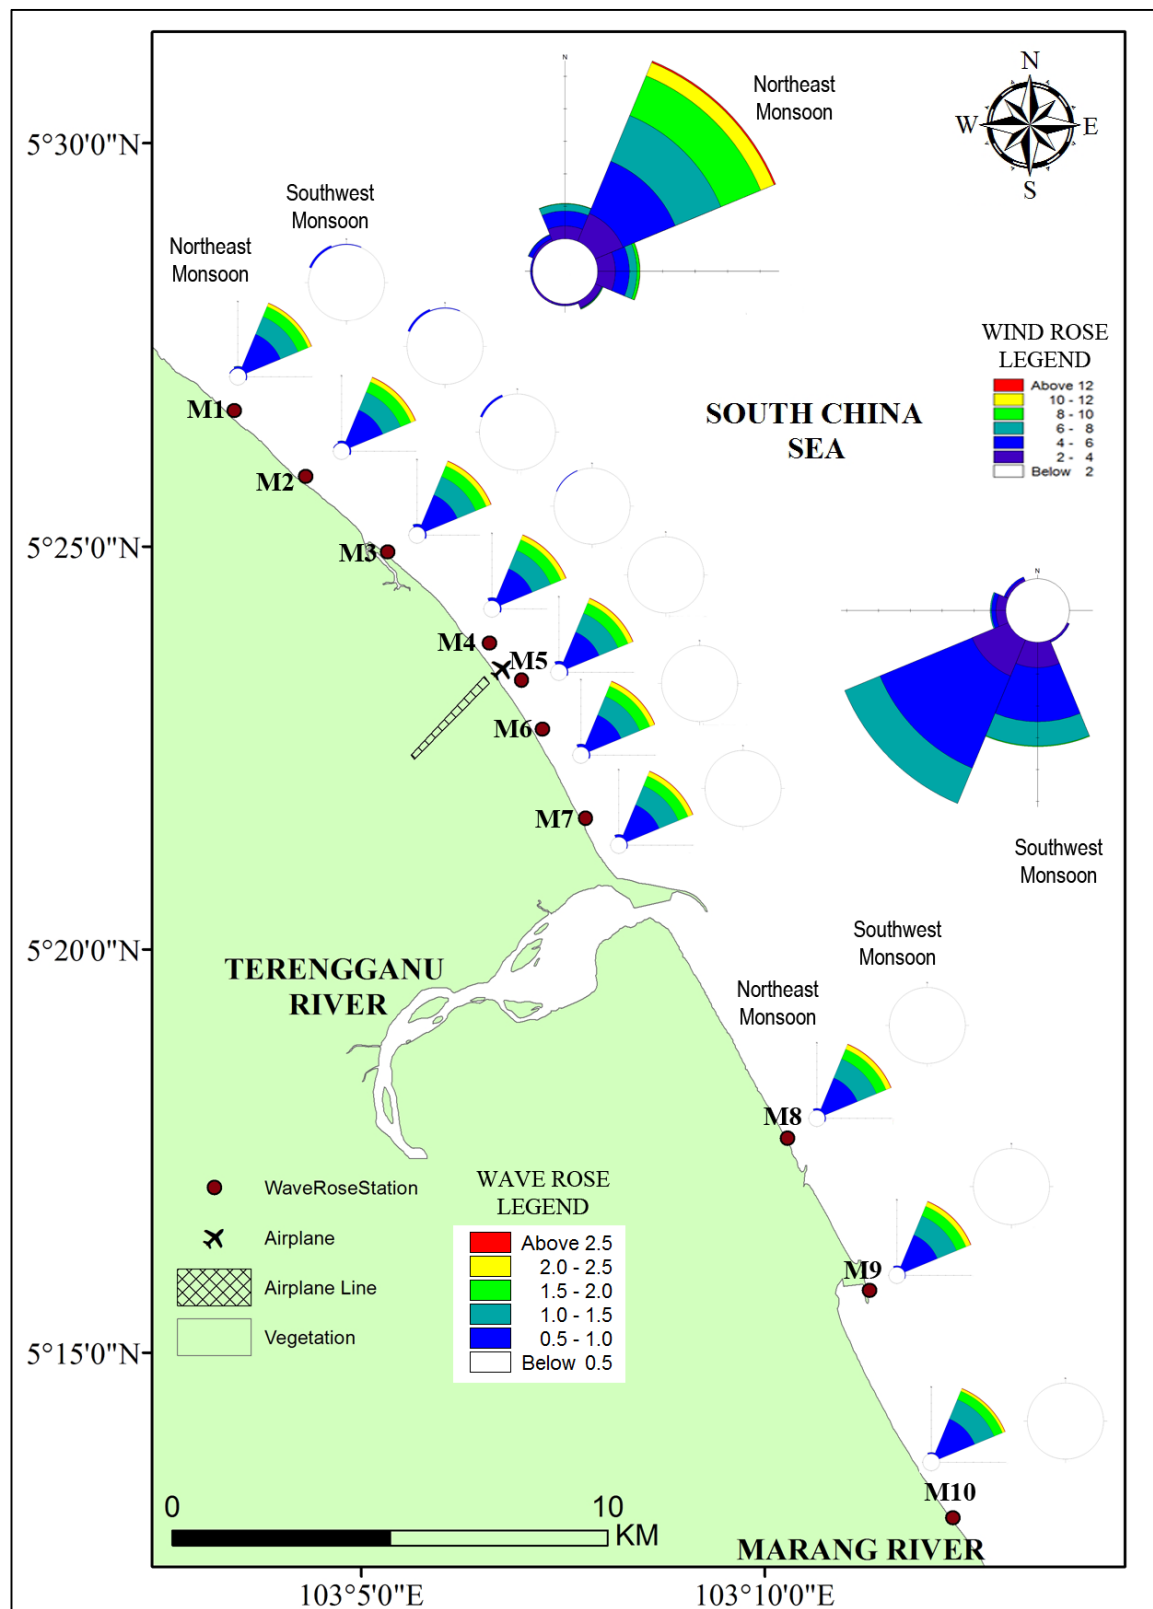 N
Northeast
Monsoon
N
W
E
S
5°30'0"N
Southwest
Monsoon
Northeast
Monsoon
WIND ROSE
LEGEND
Above 12
10 - 12
8 - 10
6 - 8
4 - 6
2 - 4
Below 2
SOUTH CHINA
SEA
M1
M2
5°25'0"N
M3
N
M4
M5
M6
M7
Southwest
Monsoon
5°20'0"N
Southwest
Monsoon
TERENGGANU
RIVER
Northeast
Monsoon
M8
WaveRoseStation
Airplane
Airplane Line
Vegetation
WAVE ROSE
LEGEND
Above 2.5
2.0 - 2.5
1.5 - 2.0
1.0 - 1.5
0.5 - 1.0
Below 0.5
M9
5°15'0"N
M10
0
10
KM
MARANG RIVER
103°5'0"E
103°10'0"E